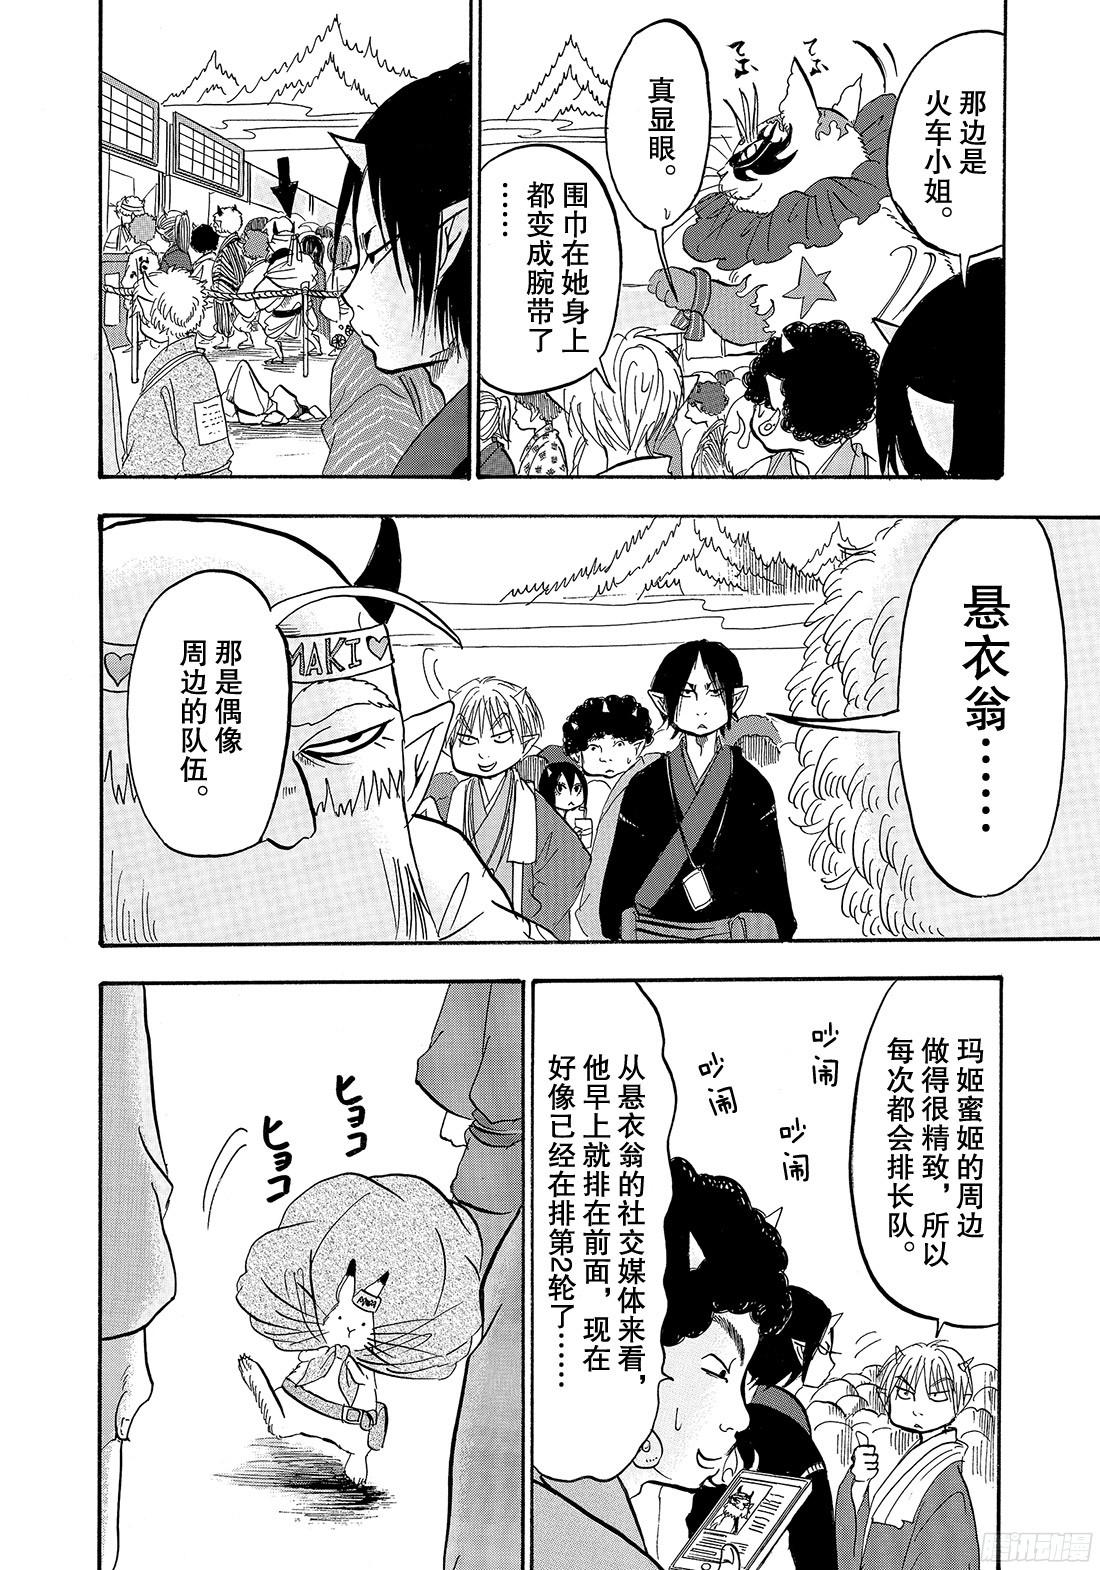 那边是
火车小姐。
てふ
てふ
真显眼。
围巾在她身上
都变成腕带了
……
悬衣翁……
MAKI
那是偶像
周边的队伍。
玛姬蜜姬的周边
做得很精致，所以
每次都会排长队。
吵闹
吵闹
吵闹
从悬衣翁的社交媒体来看，
他早上就排在前面，现在
好像已经在排第2轮了……
ヒョコ
ヒョコ
腾讯动漫